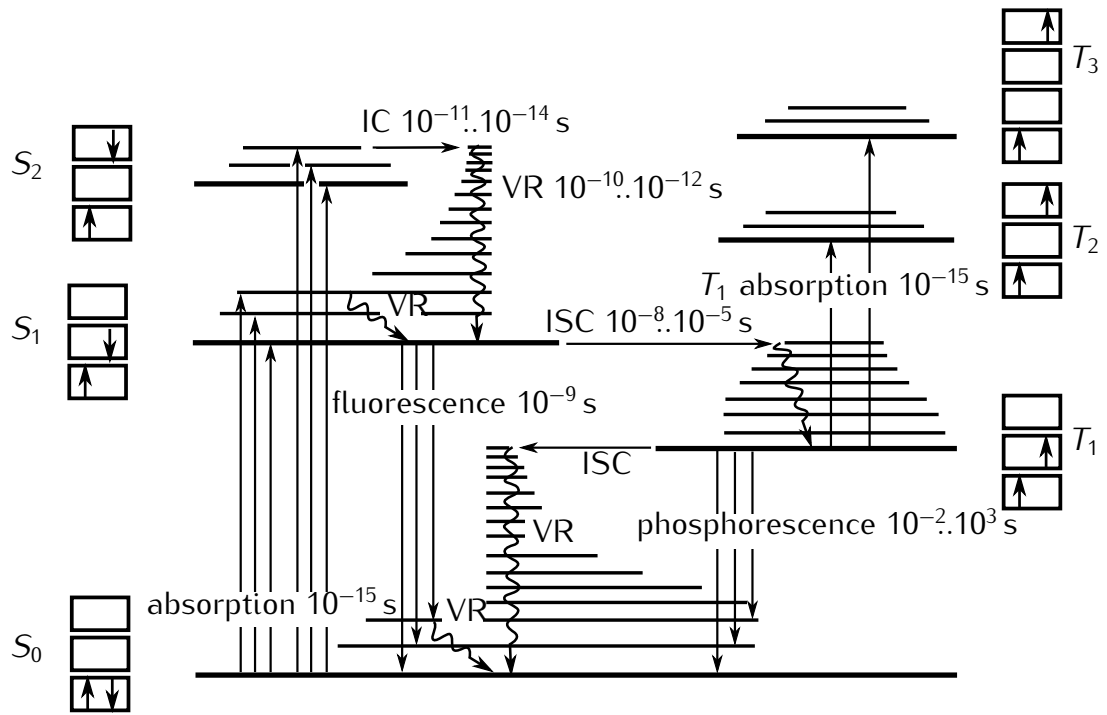 T₃
IC 10⁻¹¹..10⁻¹⁴ s
S₂
VR 10⁻¹⁰..10⁻¹² s
T₂
T₁ absorption 10⁻¹⁵ s
VR
S₁
ISC 10⁻⁸..10⁻⁵ s
fluorescence 10⁻⁹ s
T₁
ISC
VR
phosphorescence 10⁻²..10³ s
absorption 10⁻¹⁵ s
VR
S₀